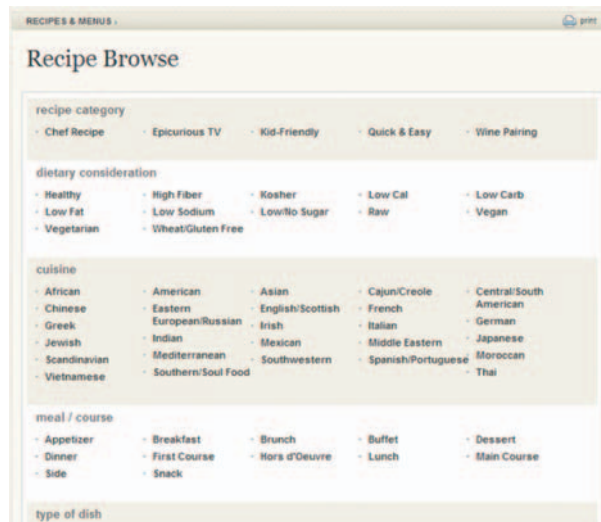 RECIPES & MENUS ›
print
Recipe Browse
recipe category
Chef Recipe Epicurious TV Kid-Friendly Quick & Easy Wine Pairing
dietary consideration
Healthy High Fiber Kosher Low Cal Low Carb
Low Fat Low Sodium Low/No Sugar Raw Vegan
Vegetarian Wheat/Gluten Free
cuisine
African American Asian Cajun/Creole Central/South
American
Chinese Eastern English/Scottish French
European/Russian German
Greek Irish Italian
Jewish Indian Mexican Middle Eastern Japanese
Scandinavian Mediterranean Southwestern Spanish/Portuguese Moroccan
Vietnamese Southern/Soul Food Thai
meal / course
Appetizer Breakfast Brunch Buffet Dessert
Dinner First Course Hors d'Oeuvre Lunch Main Course
Side Snack
type of dish